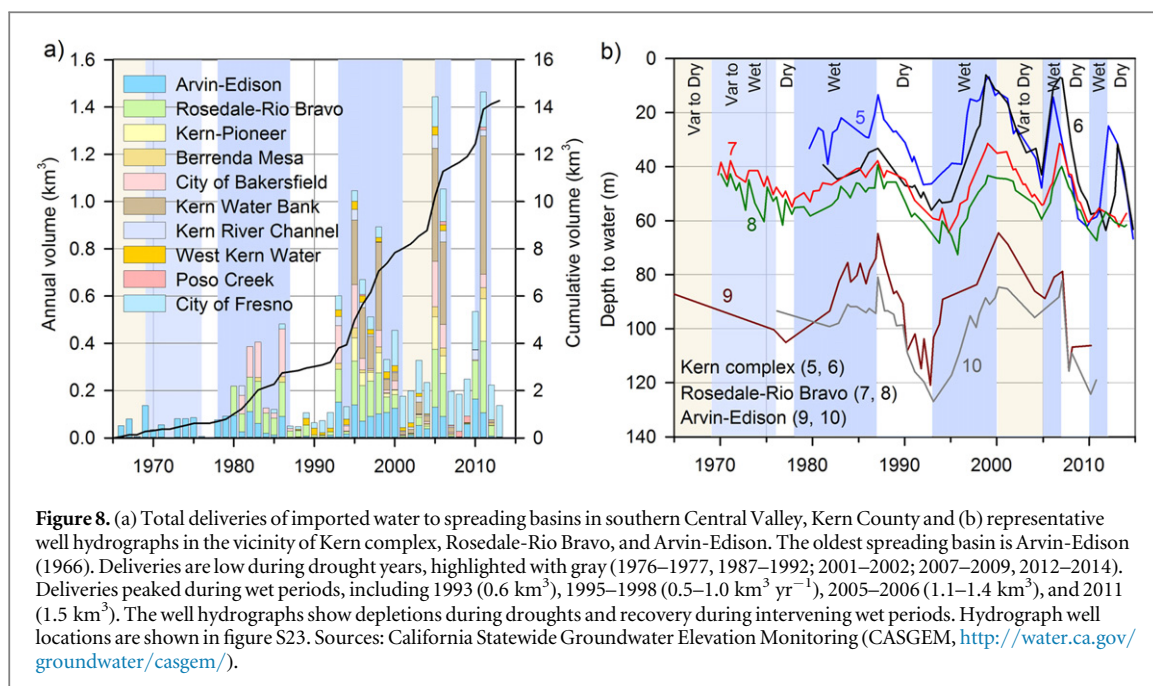 a)
1.6
1.4
1.2
1.0
0.8
0.6
0.4
0.2
0.0
Annual volume (km³)
Arvin-Edison
Rosedale-Rio Bravo
Kern-Pioneer
Berrenda Mesa
City of Bakersfield
Kern Water Bank
Kern River Channel
West Kern Water
Poso Creek
City of Fresno
16
14
12
10
8
6
4
2
0
Cumulative volume (km³)
1970 1980 1990 2000 2010
b)
0
20
40
60
80
100
120
140
Depth to water (m)
Var to Dry
Var to Wet
Dry
Wet
Dry
Wet
Var to Dry
Wet
Dry
Wet
Dry
5
6
7
8
9
10
Kern complex (5, 6)
Rosedale-Rio Bravo (7, 8)
Arvin-Edison (9, 10)
1970 1980 1990 2000 2010
Figure 8. (a) Total deliveries of imported water to spreading basins in southern Central Valley, Kern County and (b) representative
well hydrographs in the vicinity of Kern complex, Rosedale-Rio Bravo, and Arvin-Edison. The oldest spreading basin is Arvin-Edison
(1966). Deliveries are low during drought years, highlighted with gray (1976–1977, 1987–1992; 2001–2002; 2007–2009, 2012–2014).
Deliveries peaked during wet periods, including 1993 (0.6 km³), 1995–1998 (0.5–1.0 km³ yr⁻¹), 2005–2006 (1.1–1.4 km³), and 2011
(1.5 km³). The well hydrographs show depletions during droughts and recovery during intervening wet periods. Hydrograph well
locations are shown in figure S23. Sources: California Statewide Groundwater Elevation Monitoring (CASGEM, http://water.ca.gov/
groundwater/casgem/).